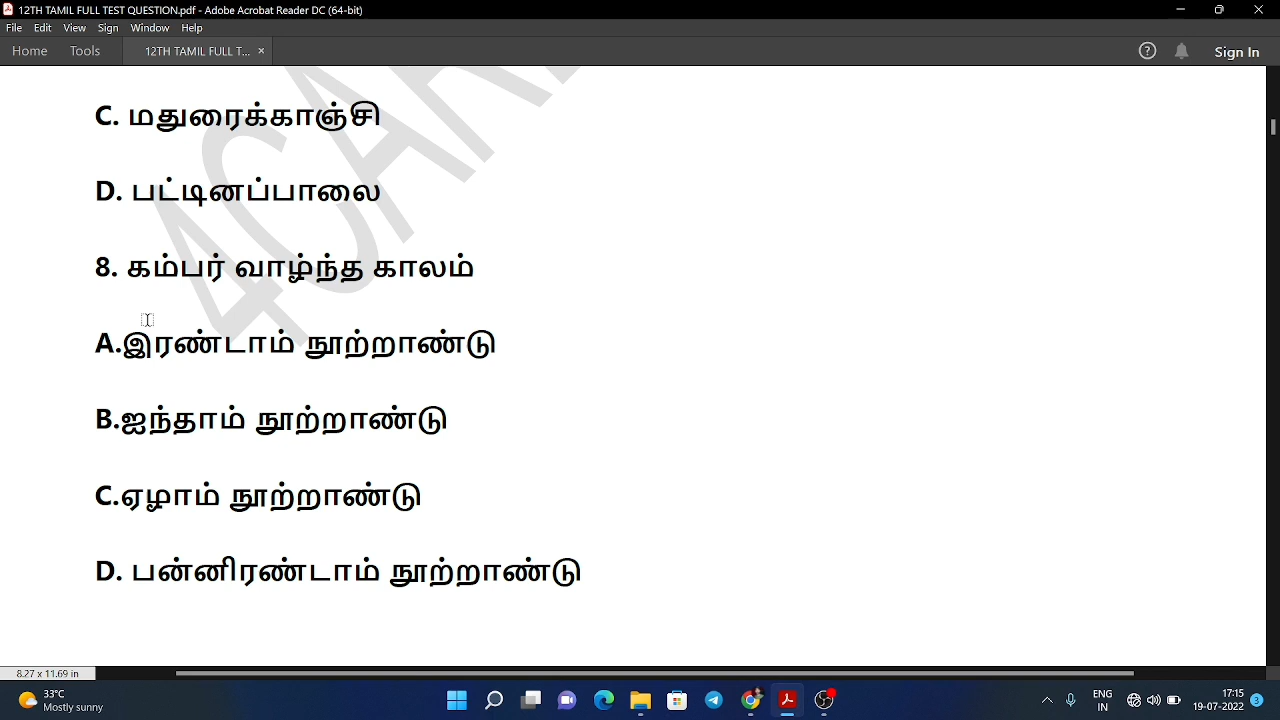 12TH TAMIL FULL TEST QUESTION.pdf - Adobe Acrobat Reader DC (64-bit)
File Edit View Sign Window Help
Home Tools 12TH TAMIL FULL T... × Sign In
C. மதுரைக்காஞ்சி
D. பட்டினப்பாலை
8. கம்பர் வாழ்ந்த காலம்
A.இரண்டாம் நூற்றாண்டு
B.ஐந்தாம் நூற்றாண்டு
C.ஏழாம் நூற்றாண்டு
D. பன்னிரண்டாம் நூற்றாண்டு
8.27 x 11.69 in
33°C
Mostly sunny
ENG
IN
17:15
19-07-2022
3